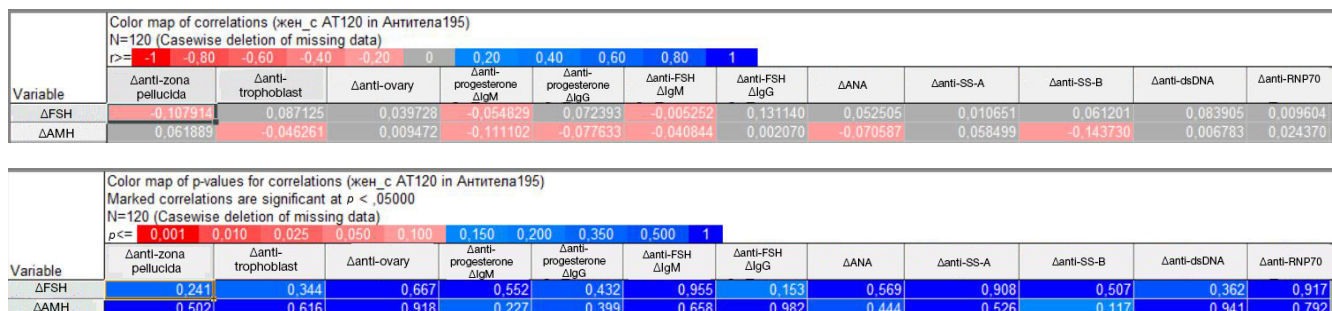 Color map of correlations (жен_с АТ120 in Антитела195)
N=120 (Casewise deletion of missing data)
r>= -1 -0,80 -0,60 -0,40 -0,20 0 0,20 0,40 0,60 0,80 1
Variable Δanti-zona pellucida Δanti-trophoblast Δanti-ovary Δanti-progesterone ΔIgM Δanti-progesterone ΔIgG Δanti-FSH ΔIgM Δanti-FSH ΔIgG ΔANA Δanti-SS-A Δanti-SS-B Δanti-dsDNA Δanti-RNP70
ΔFSH -0,107914 0,087125 0,039728 -0,054829 0,072393 -0,005252 0,131140 0,052505 0,010651 0,061201 0,083905 0,009604
ΔAMH 0,061889 -0,046261 0,009472 -0,111102 -0,077633 -0,040844 0,002070 -0,070587 0,058499 -0,143730 0,006783 0,024370
Color map of p-values for correlations (жен_с АТ120 in Антитела195)
Marked correlations are significant at p < ,05000
N=120 (Casewise deletion of missing data)
p<= 0,001 0,010 0,025 0,050 0,100 0,150 0,200 0,350 0,500 1
Variable Δanti-zona pellucida Δanti-trophoblast Δanti-ovary Δanti-progesterone ΔIgM Δanti-progesterone ΔIgG Δanti-FSH ΔIgM Δanti-FSH ΔIgG ΔANA Δanti-SS-A Δanti-SS-B Δanti-dsDNA Δanti-RNP70
ΔFSH 0,241 0,344 0,667 0,552 0,432 0,955 0,153 0,569 0,908 0,507 0,362 0,917
ΔAMH 0,502 0,616 0,918 0,227 0,399 0,658 0,982 0,444 0,526 0,117 0,941 0,792